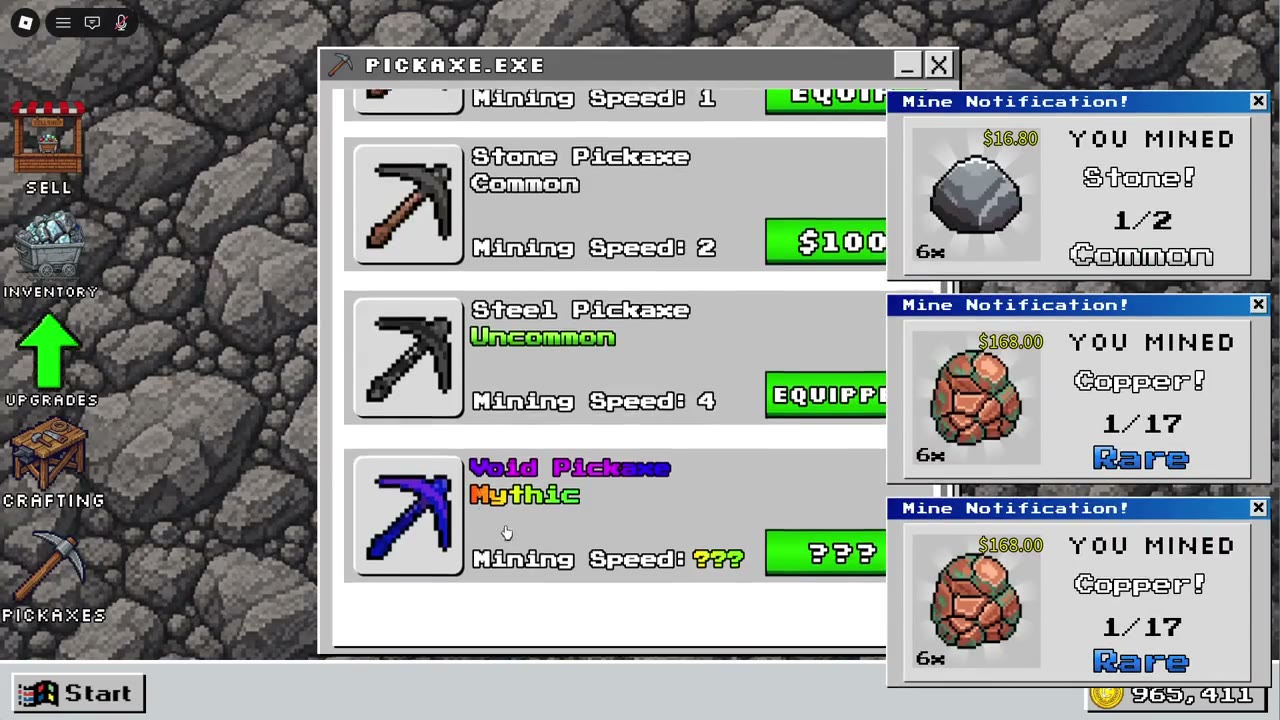 PICKAXE.EXE
Mining Speed: 1
EQUIP
Stone Pickaxe
Common
Mining Speed: 2
$100
Steel Pickaxe
Uncommon
Mining Speed: 4
EQUIPPE
Void Pickaxe
Mythic
Mining Speed: ???
???
SELL
INVENTORY
UPGRADES
CRAFTING
PICKAXES
Mine Notification!
$16.80
YOU MINED
Stone!
1/2
6x
Common
Mine Notification!
$168.00
YOU MINED
Copper!
1/17
6x
Rare
Mine Notification!
$168.00
YOU MINED
Copper!
1/17
6x
Rare
Start
965,411